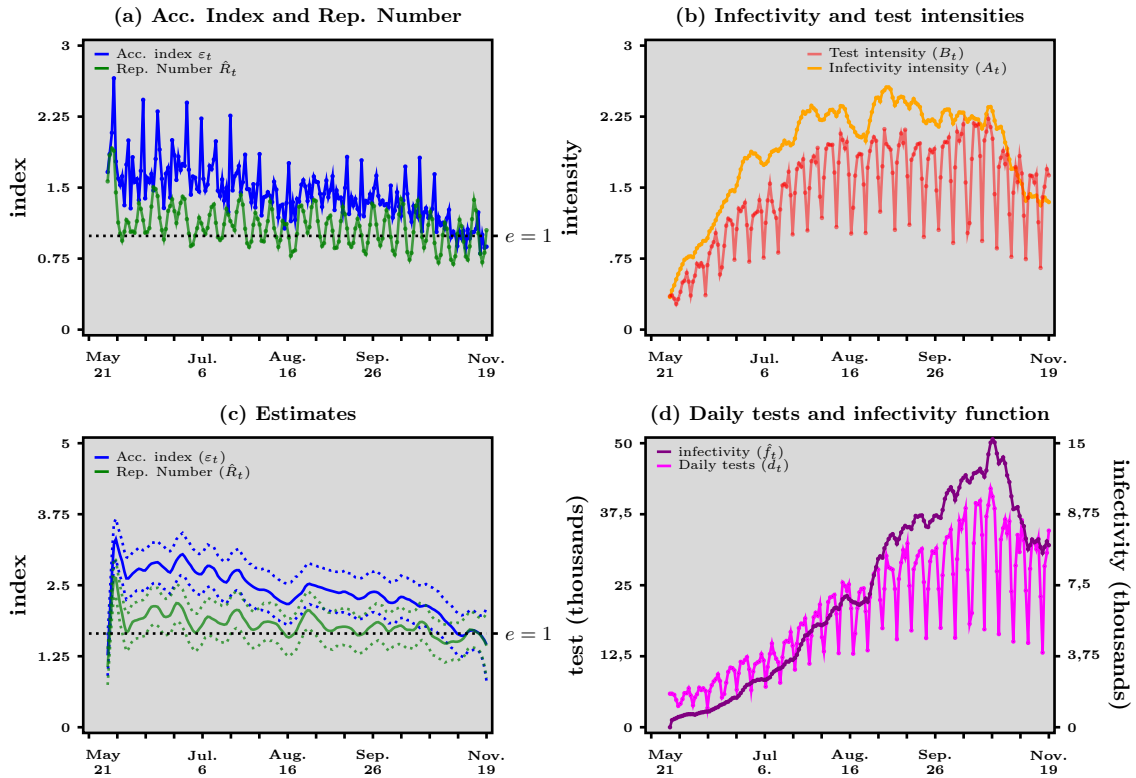 (a) Acc. Index and Rep. Number
Acc. index εt
Rep. Number R̂t
index
3
2.25
1.5
0.75
0
e = 1
May 21
Jul. 6
Aug. 16
Sep. 26
Nov. 19
(b) Infectivity and test intensities
Test intensity (Bt)
Infectivity intensity (At)
intensity
3
2.25
1.5
0.75
0
May 21
Jul. 6
Aug. 16
Sep. 26
Nov. 19
(c) Estimates
Acc. index (εt)
Rep. Number (R̂t)
index
5
3.75
2.5
1.25
0
e = 1
May 21
Jul. 6
Aug. 16
Sep. 26
Nov. 19
(d) Daily tests and infectivity function
infectivity (f̂t)
Daily tests (dt)
test (thousands)
50
37,5
25
12,5
0
15
8,75
7,5
3,75
0
infectivity (thousands)
May 21
Jul 6.
Aug. 16
Sep. 26
Nov. 19